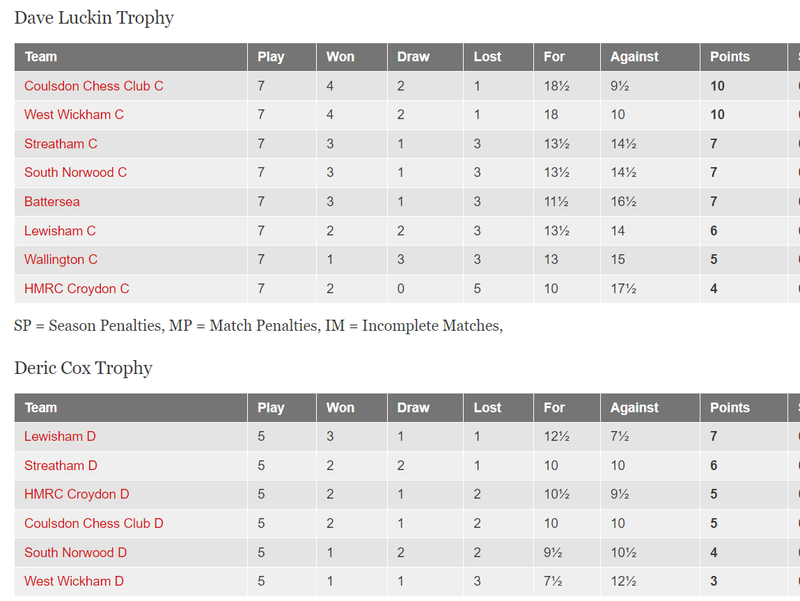 Dave Luckin Trophy
Team Play Won Draw Lost For Against Points
Coulsdon Chess Club C 7 4 2 1 18½ 9½ 10
West Wickham C 7 4 2 1 18 10 10
Streatham C 7 3 1 3 13½ 14½ 7
South Norwood C 7 3 1 3 13½ 14½ 7
Battersea 7 3 1 3 11½ 16½ 7
Lewisham C 7 2 2 3 13½ 14 6
Wallington C 7 1 3 3 13 15 5
HMRC Croydon C 7 2 0 5 10 17½ 4
SP = Season Penalties, MP = Match Penalties, IM = Incomplete Matches,
Deric Cox Trophy
Team Play Won Draw Lost For Against Points
Lewisham D 5 3 1 1 12½ 7½ 7
Streatham D 5 2 2 1 10 10 6
HMRC Croydon D 5 2 1 2 10½ 9½ 5
Coulsdon Chess Club D 5 2 1 2 10 10 5
South Norwood D 5 1 2 2 9½ 10½ 4
West Wickham D 5 1 1 3 7½ 12½ 3